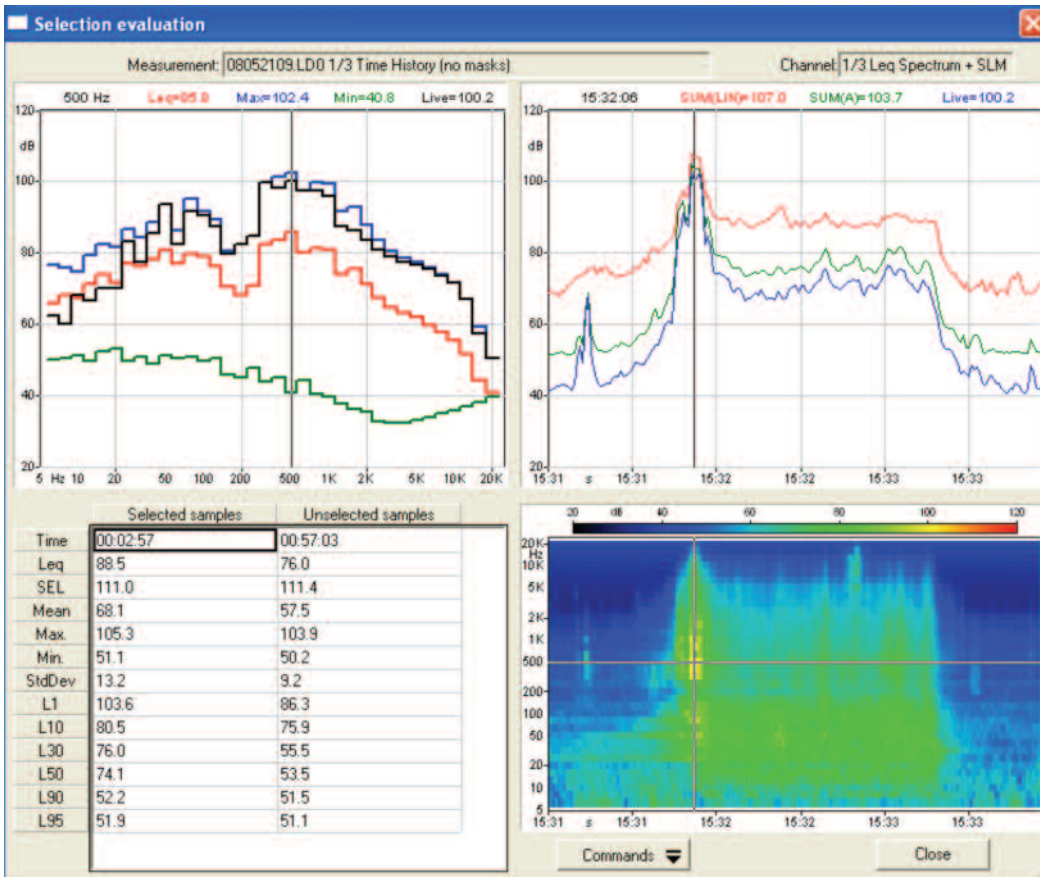 Selection evaluation
Measurement: 08052109.LD0 1/3 Time History (no masks)
Channel: 1/3 Leq Spectrum + SLM
500 Hz Leq=85.8 Max=102.4 Min=40.8 Live=100.2
120
dB
100
80
60
40
20
5 Hz 10 20 50 100 200 500 1K 2K 5K 10K 20K
15:32:06 SUM(LIN)=107.0 SUM(A)=103.7 Live=100.2
120
dB
100
80
60
40
20
15:31 s 15:31 15:32 15:32 15:33 15:33
Selected samples Unselected samples
Time 00:02:57 00:57:03
Leq 88.5 76.0
SEL 111.0 111.4
Mean 68.1 57.5
Max. 105.3 103.9
Min. 51.1 50.2
StdDev 13.2 9.2
L1 103.6 86.3
L10 80.5 75.9
L30 76.0 55.5
L50 74.1 53.5
L90 52.2 51.5
L95 51.9 51.1
20 dB 40 60 80 100 120
20K
Hz
10K
5K
2K
1K
500
200
100
50
20
10
5
15:31 s 15:31 15:32 15:32 15:33 15:33
Commands
Close